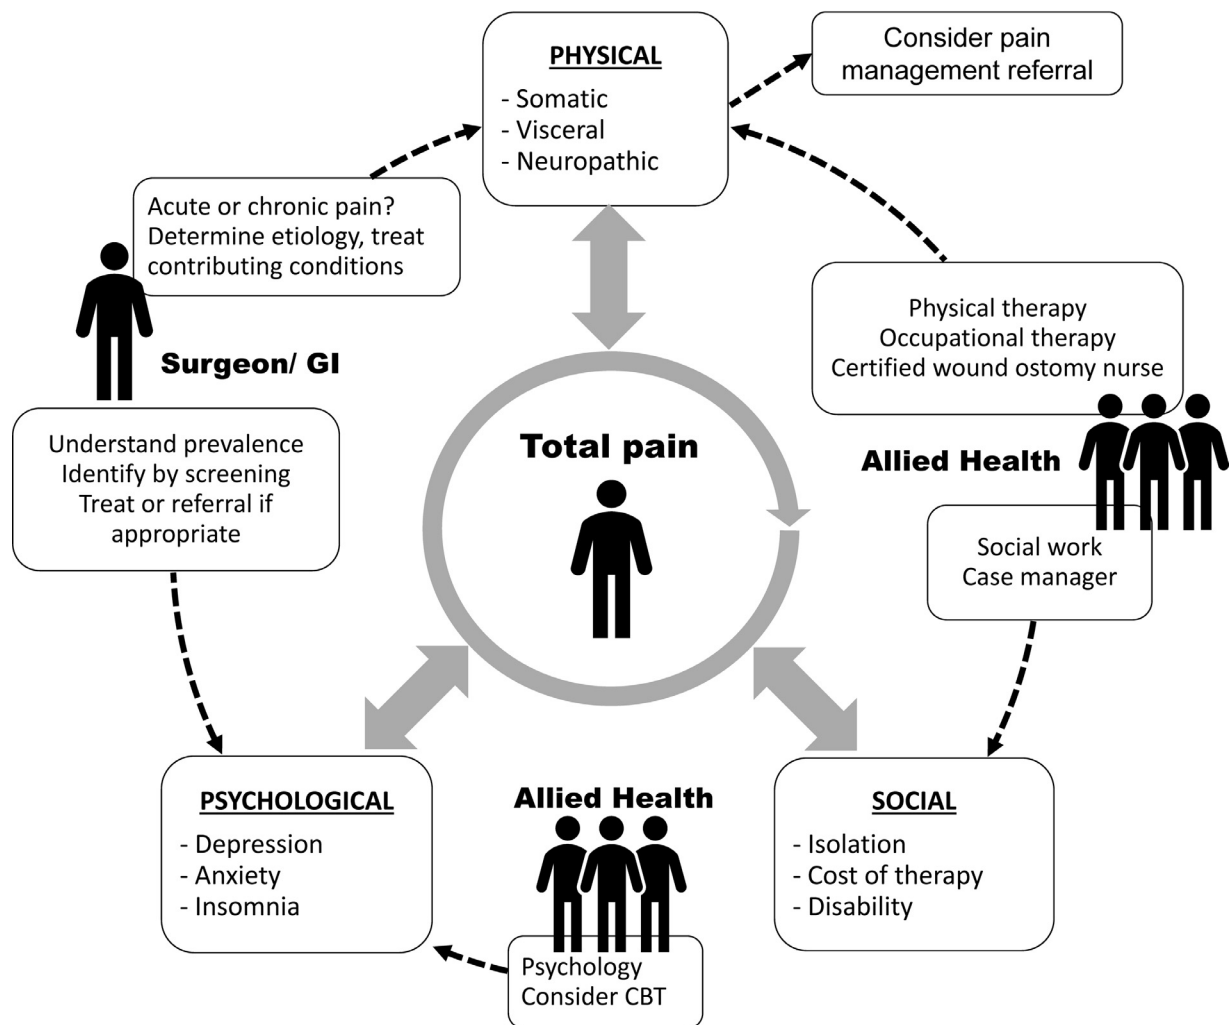 PHYSICAL
- Somatic
- Visceral
- Neuropathic
Consider pain
management referral
Acute or chronic pain?
Determine etiology, treat
contributing conditions
Surgeon/ GI
Understand prevalence
Identify by screening
Treat or referral if
appropriate
Total pain
Physical therapy
Occupational therapy
Certified wound ostomy nurse
Allied Health
Social work
Case manager
PSYCHOLOGICAL
- Depression
- Anxiety
- Insomnia
Allied Health
Psychology
Consider CBT
SOCIAL
- Isolation
- Cost of therapy
- Disability